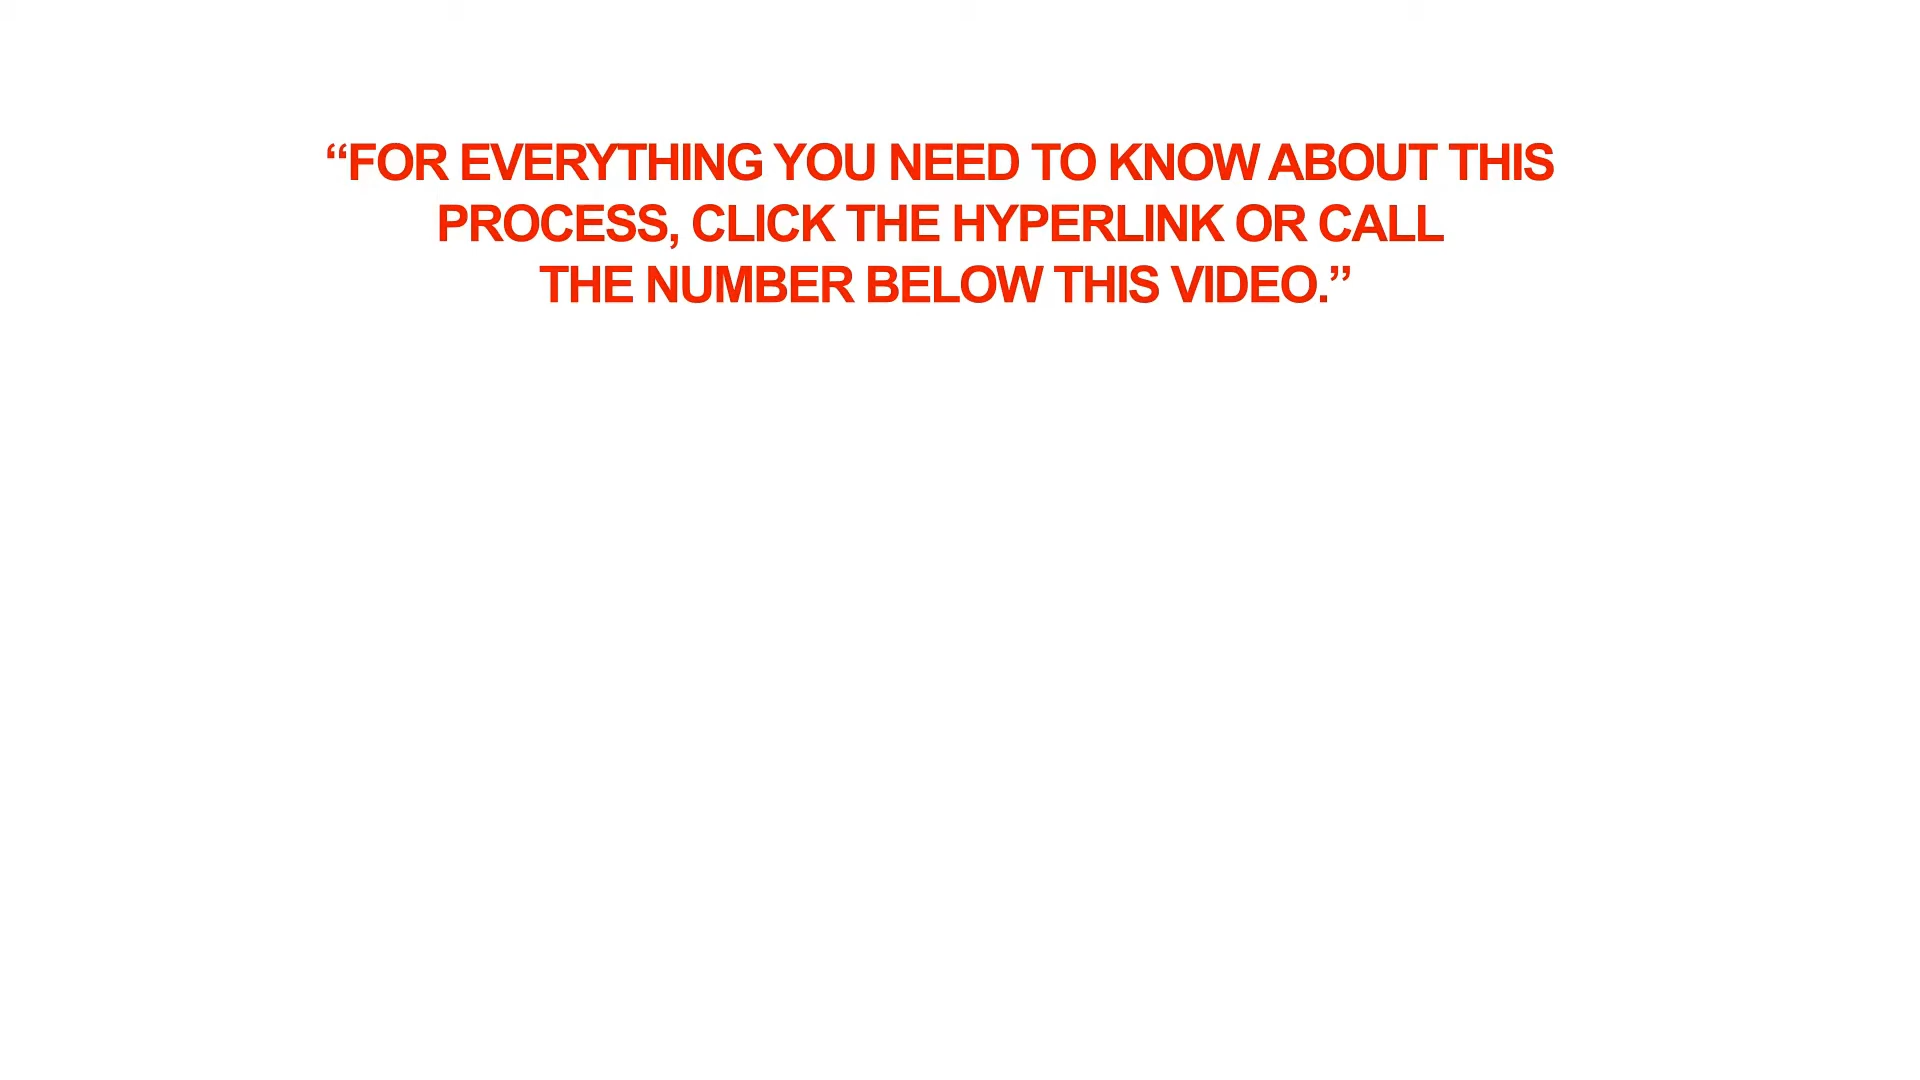 “FOR EVERYTHING YOU NEED TO KNOW ABOUT THIS
PROCESS, CLICK THE HYPERLINK OR CALL
THE NUMBER BELOW THIS VIDEO.”